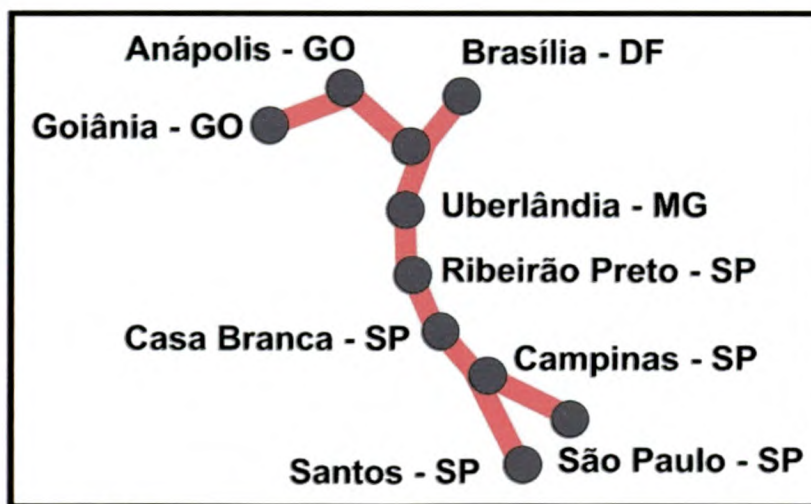 Anápolis - GO
Brasília - DF
Goiânia - GO
Uberlândia - MG
Ribeirão Preto - SP
Casa Branca - SP
Campinas - SP
Santos - SP
São Paulo - SP